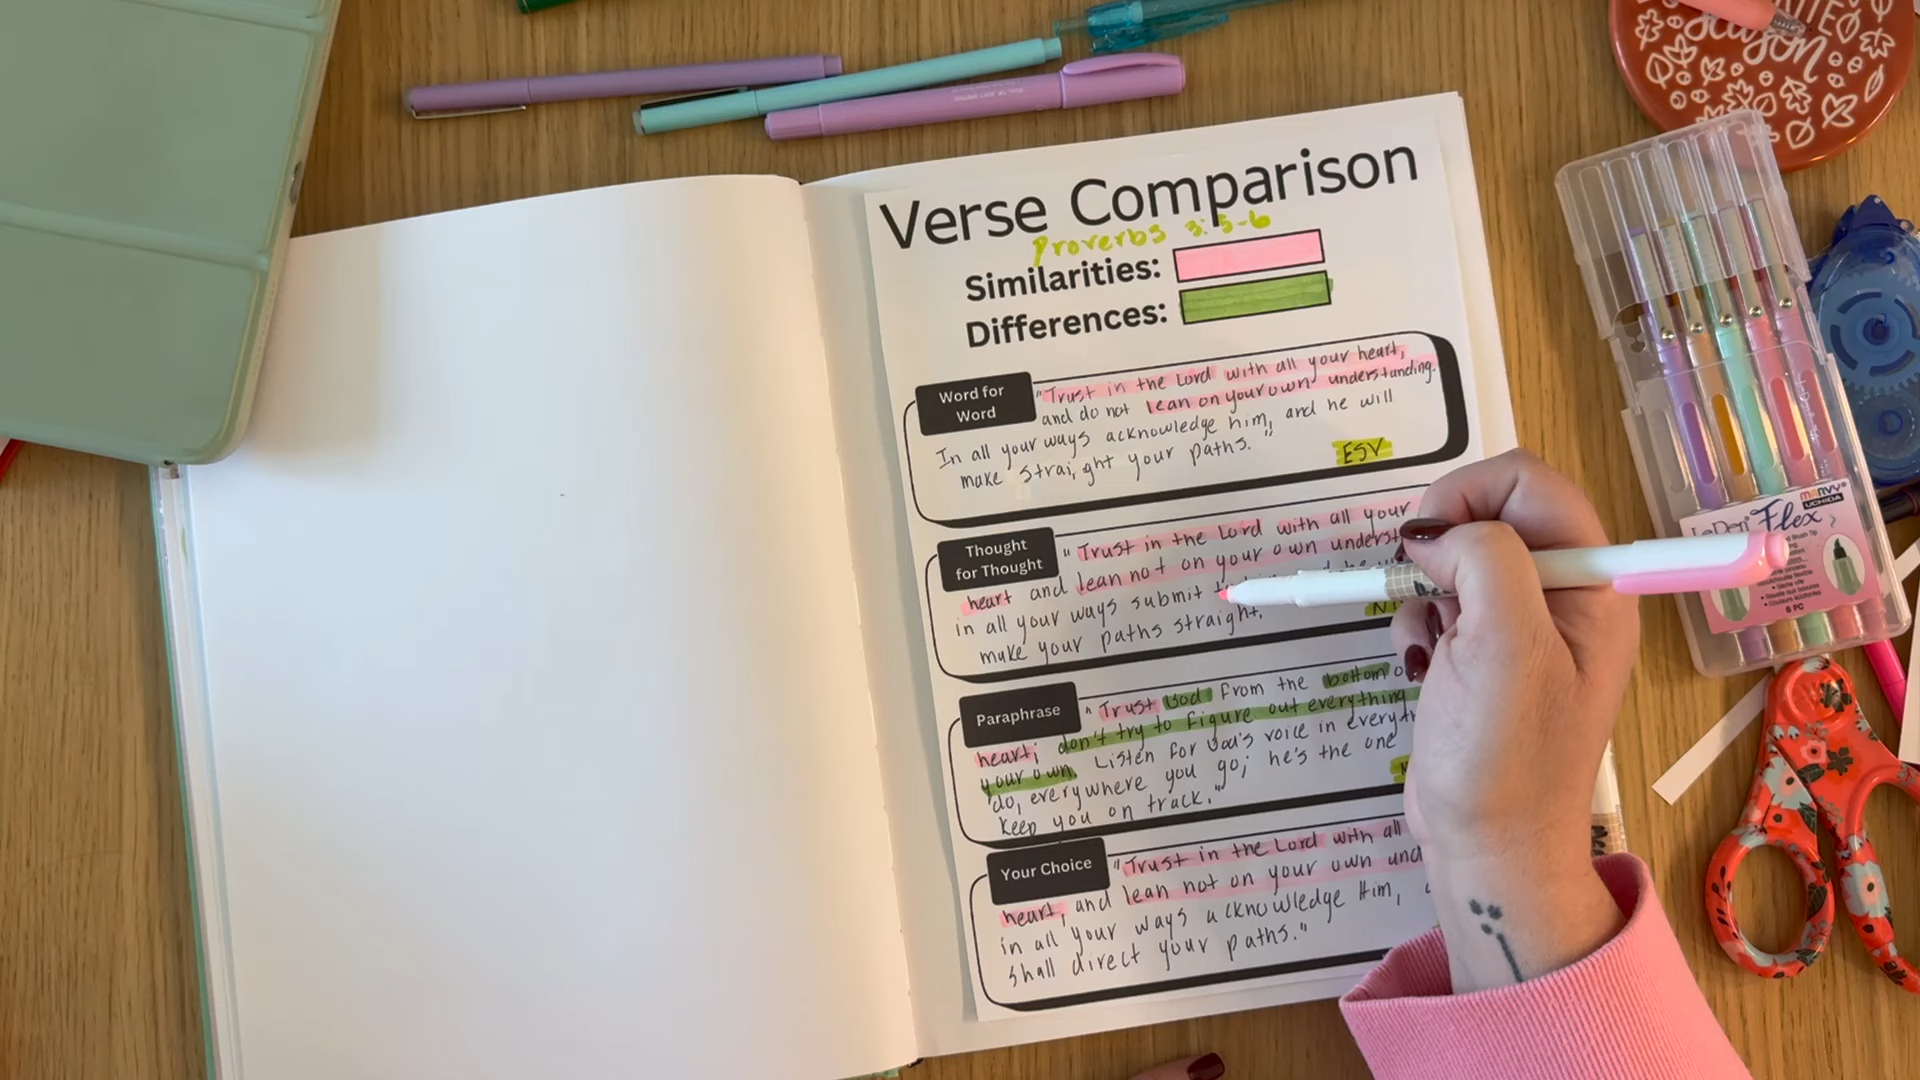 Verse Comparison
Proverbs 3:5-6
Similarities:
Differences:
Word for
Word
"Trust in the Lord with all your heart,
and do not lean on your own understanding.
In all your ways acknowledge him, and he will
make straight your paths."
ESV
Thought
for Thought
"Trust in the Lord with all your
heart and lean not on your own underst
in all your ways submit
make your paths straight.
Paraphrase
"Trust God from the bottom
heart; don't try to figure out everything
your own. Listen for God's voice in everyth
do, everywhere you go; he's the one
keep you on track."
Your Choice
"Trust in the Lord with all
heart, and lean not on your own und
in all your ways acknowledge Him,
shall direct your paths."
Season
marvy®
UCHIDA
LePen Flex
6 PC